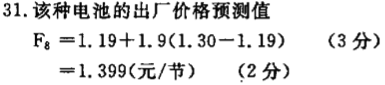 31.该种电池的出厂价格预测值
F₈ =1.19+1.9(1.30-1.19) (3分)
=1.399(元/节) (2分)